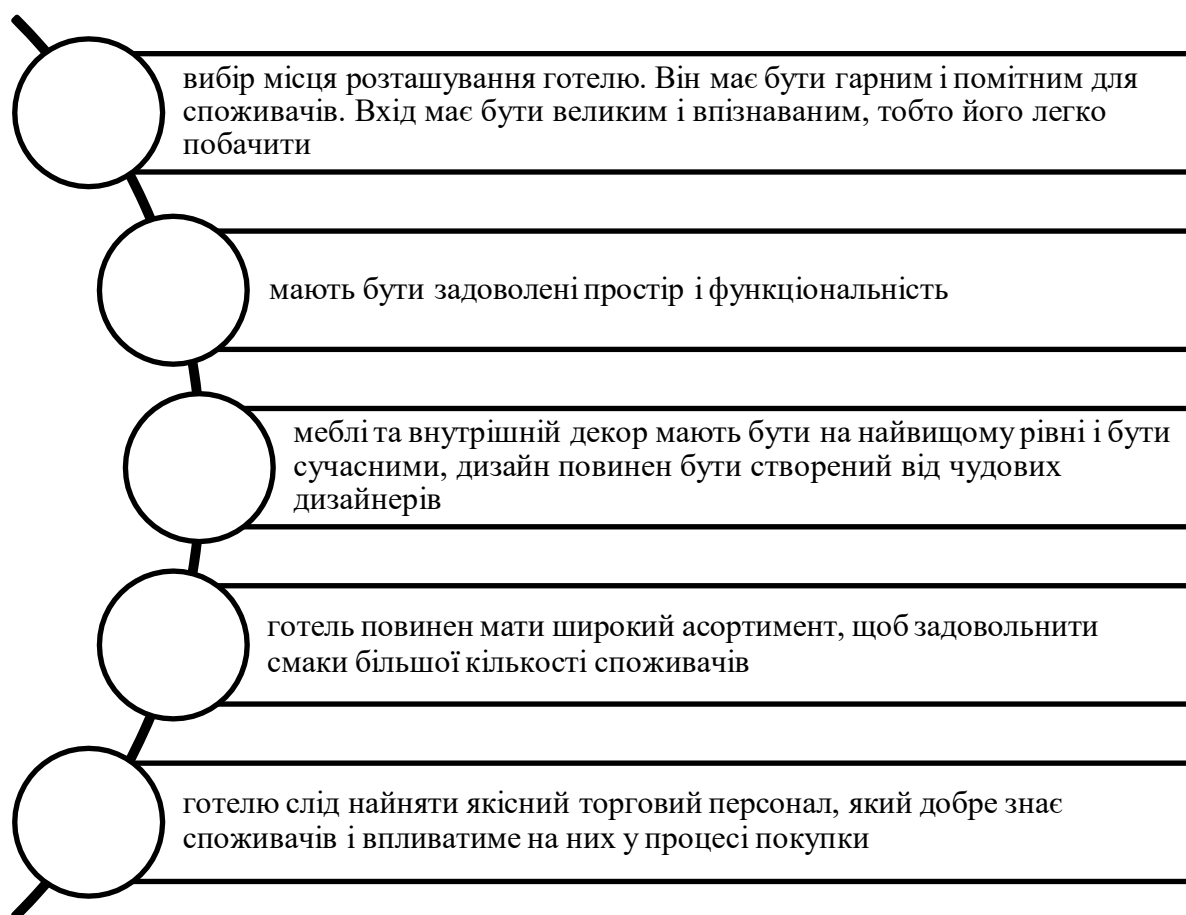 вибір місця розташування готелю. Він має бути гарним і помітним для
споживачів. Вхід має бути великим і впізнаваним, тобто його легко
побачити
мають бути задоволені простір і функціональність
меблі та внутрішній декор мають бути на найвищому рівні і бути
сучасними, дизайн повинен бути створений від чудових
дизайнерів
готель повинен мати широкий асортимент, щоб задовольнити
смаки більшої кількості споживачів
готелю слід найняти якісний торговий персонал, який добре знає
споживачів і впливатиме на них у процесі покупки